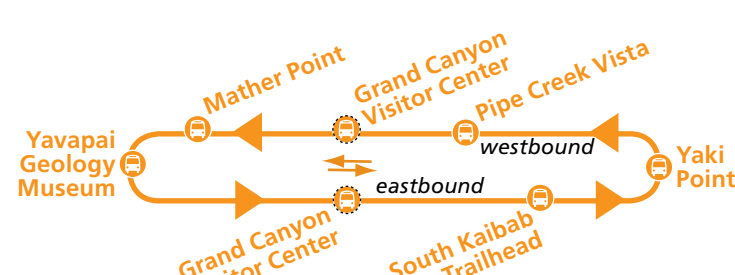 Mather Point
Grand Canyon
Visitor Center
Pipe Creek Vista
westbound
Yavapai
Geology
Museum
Yaki
Point
eastbound
Grand Canyon
Center
South Kaibab
Trailhead